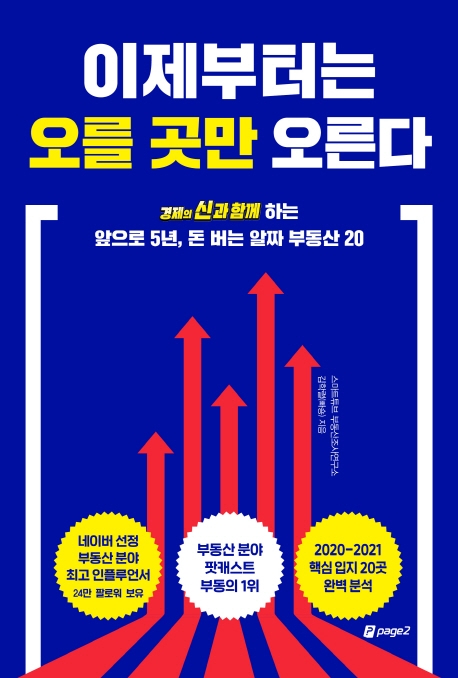 이제부터는
오를 곳만 오른다
경제의 신과 함께 하는
앞으로 5년, 돈 버는 알짜 부동산 20
스마트튜브 부동산조사연구소
김학렬(빠숑) 지음
네이버 선정
부동산 분야
최고 인플루언서
24만 팔로워 보유
부동산 분야
팟캐스트
부동의 1위
2020-2021
핵심 입지 20곳
완벽 분석
page2